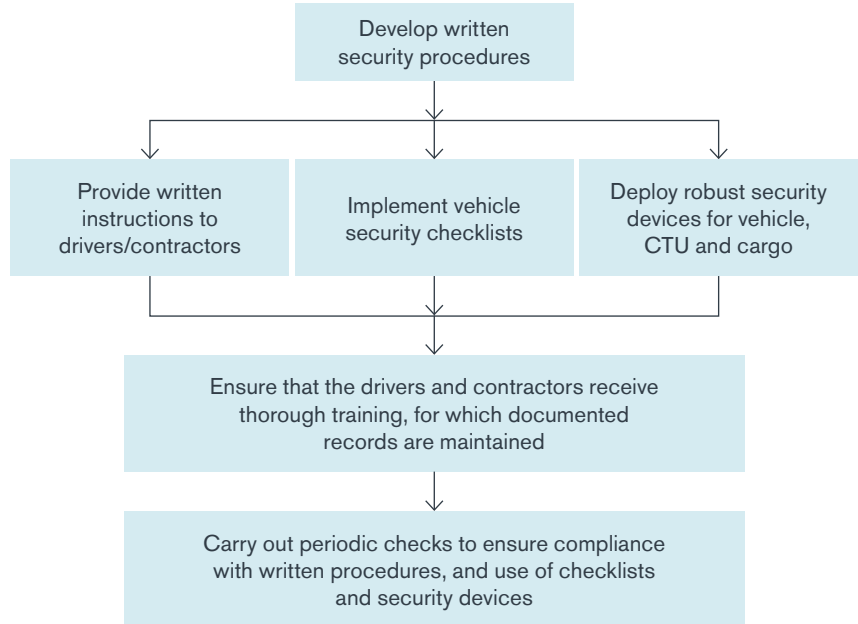 Develop written
security procedures
Provide written
instructions to
drivers/contractors
Implement vehicle
security checklists
Deploy robust security
devices for vehicle,
CTU and cargo
Ensure that the drivers and contractors receive
thorough training, for which documented
records are maintained
Carry out periodic checks to ensure compliance
with written procedures, and use of checklists
and security devices